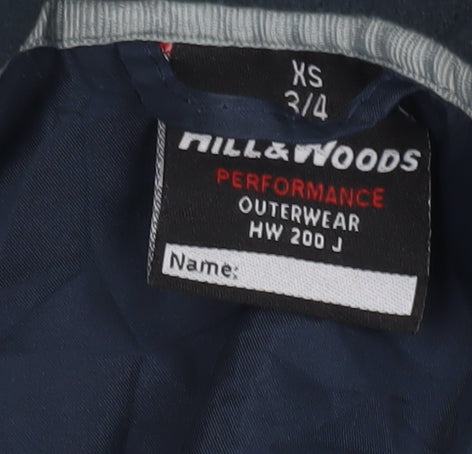 XS
3/4
HILL&WOODS
PERFORMANCE
OUTERWEAR
HW 200 J
Name: